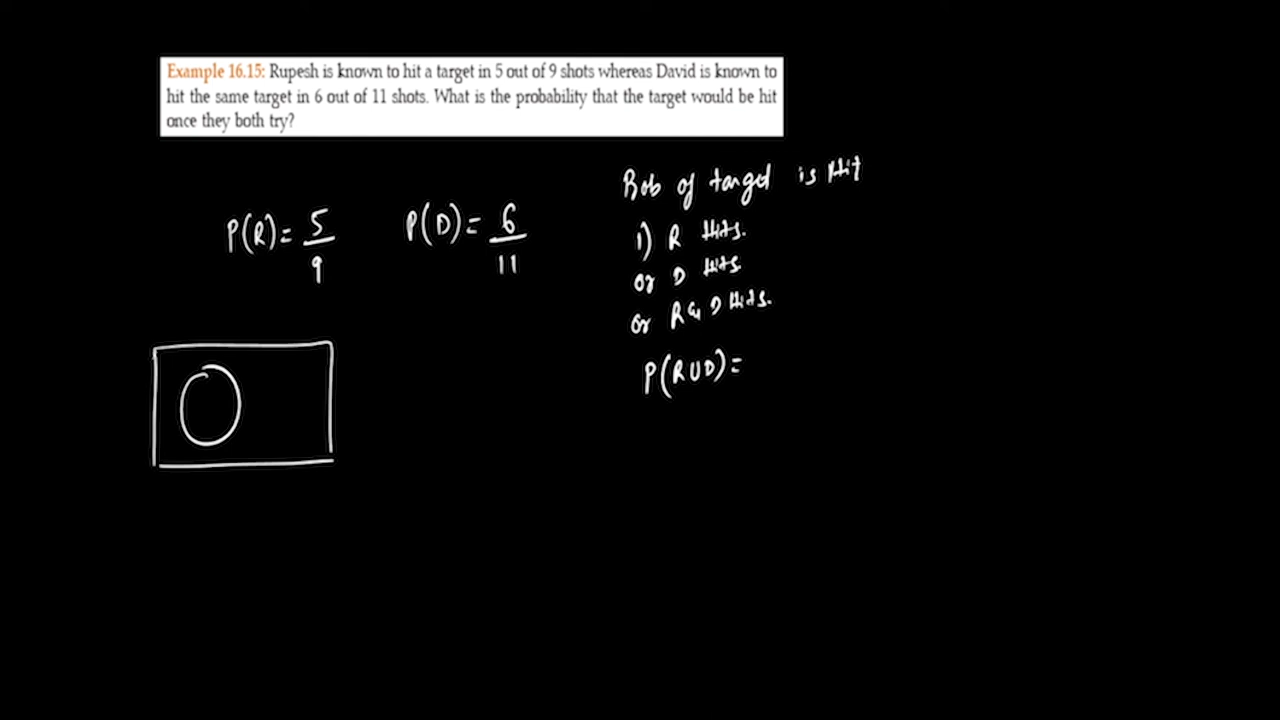 Example 16.15: Rupesh is known to hit a target in 5 out of 9 shots whereas David is known to
hit the same target in 6 out of 11 shots. What is the probability that the target would be hit
once they both try?
Prob of target is Hit
P(R) = 5/9 P(D) = 6/11
1) R Hits.
or D Hits.
or R & D Hits.
P(R∪D) =